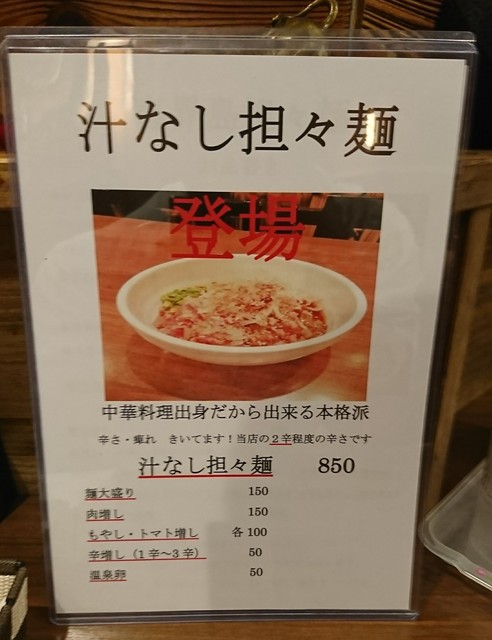 汁なし担々麺
登場
中華料理出身だから出来る本格派
辛さ・痺れ　きいてます！当店の２辛程度の辛さです
汁なし担々麺　850
麺大盛り　150
肉増し　150
もやし・トマト増し　各100
辛増し（1辛～3辛）　50
温泉卵　50